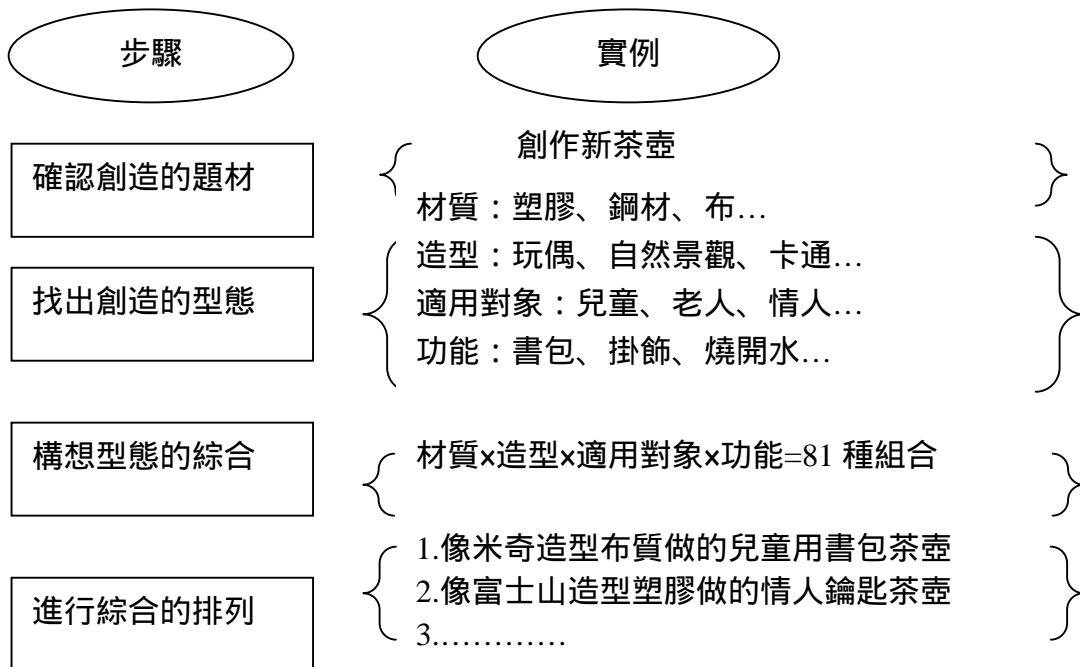 步驟
實例
確認創造的題材
創作新茶壺
材質：塑膠、鋼材、布…
找出創造的型態
造型：玩偶、自然景觀、卡通…
適用對象：兒童、老人、情人…
功能：書包、掛飾、燒開水…
構想型態的綜合
材質×造型×適用對象×功能=81 種組合
進行綜合的排列
1.像米奇造型布質做的兒童用書包茶壺
2.像富士山造型塑膠做的情人鑰匙茶壺
3.…………